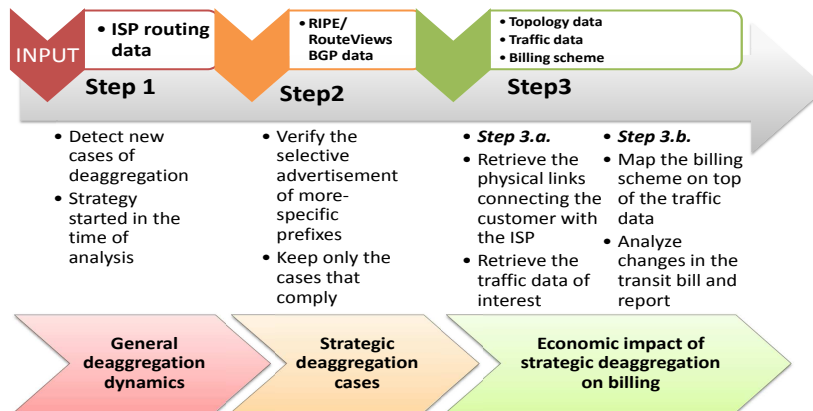 INPUT
• ISP routing
data
• RIPE/
RouteViews
BGP data
• Topology data
• Traffic data
• Billing scheme
Step 1
Step2
Step3
• Detect new
cases of
deaggregation
• Strategy
started in the
time of
analysis
• Verify the
selective
advertisement
of more-
specific
prefixes
• Keep only the
cases that
comply
• Step 3.a.
• Retrieve the
physical links
connecting the
customer with
the ISP
• Retrieve the
traffic data of
interest
• Step 3.b.
• Map the billing
scheme on top
of the traffic
data
• Analyze
changes in the
transit bill and
report
General
deaggregation
dynamics
Strategic
deaggregation
cases
Economic impact of
strategic deaggregation
on billing